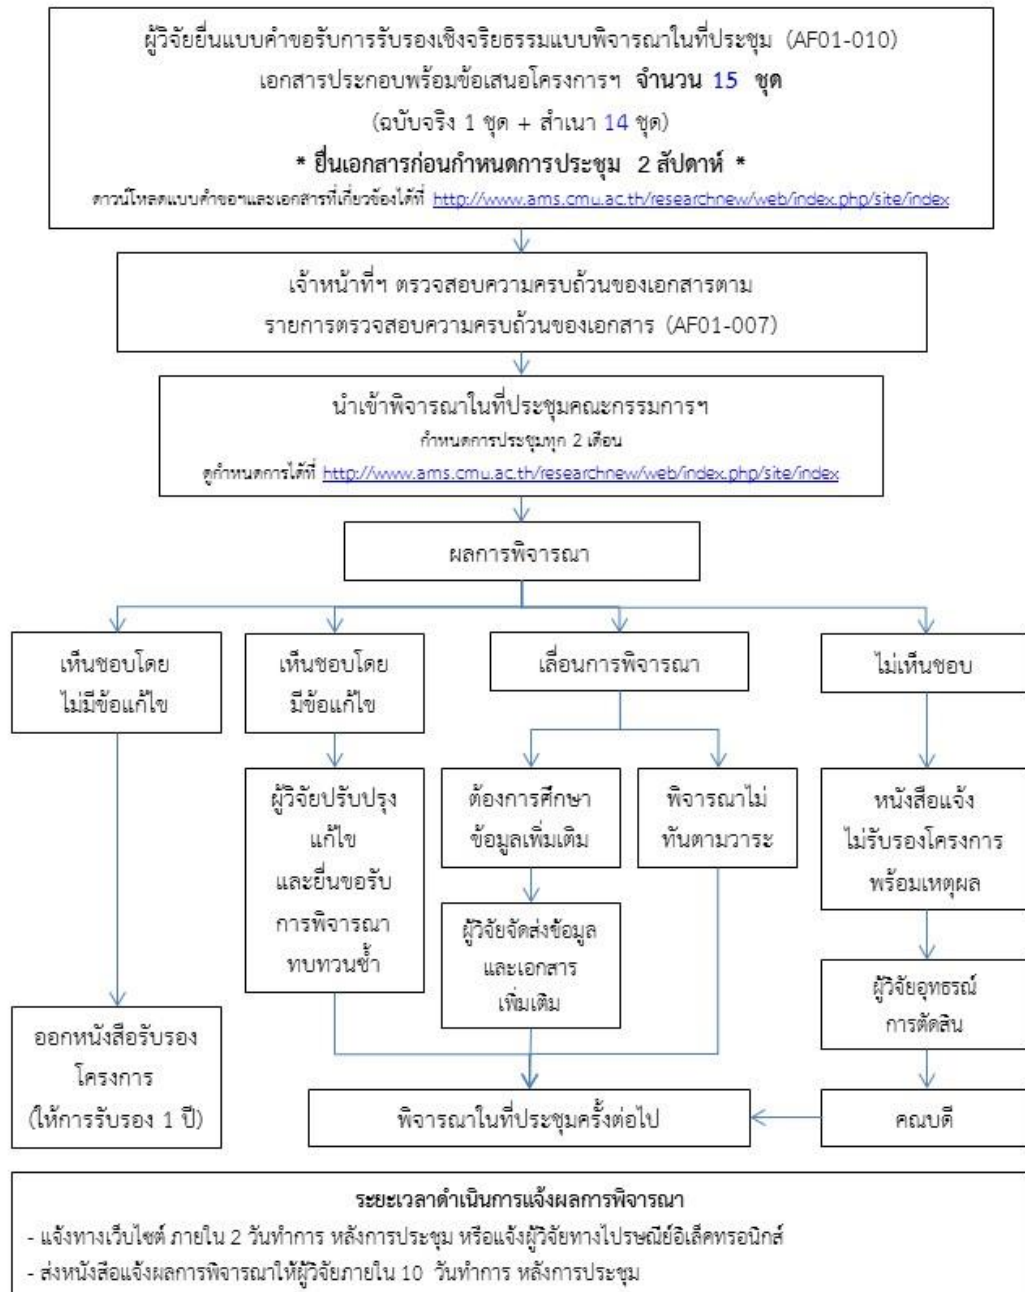 ผู้วิจัยยื่นแบบคำขอรับการรับรองเชิงจริยธรรมแบบพิจารณาในที่ประชุม (AF01-010)
เอกสารประกอบพร้อมข้อเสนอโครงการฯ จำนวน 15 ชุด
(ฉบับจริง 1 ชุด + สำเนา 14 ชุด)
* ยื่นเอกสารก่อนกำหนดการประชุม 2 สัปดาห์ *
ดาวน์โหลดแบบคำขอฯและเอกสารที่เกี่ยวข้องได้ที่ http://www.ams.cmu.ac.th/researchnew/web/index.php/site/index
เจ้าหน้าที่ฯ ตรวจสอบความครบถ้วนของเอกสารตาม
รายการตรวจสอบความครบถ้วนของเอกสาร (AF01-007)
นำเข้าพิจารณาในที่ประชุมคณะกรรมการฯ
กำหนดการประชุมทุก 2 เดือน
ดูกำหนดการได้ที่ http://www.ams.cmu.ac.th/researchnew/web/index.php/site/index
ผลการพิจารณา
เห็นชอบโดย
ไม่มีข้อแก้ไข
เห็นชอบโดย
มีข้อแก้ไข
เลื่อนการพิจารณา
ไม่เห็นชอบ
ผู้วิจัยปรับปรุง
แก้ไข
และยื่นขอรับ
การพิจารณา
ทบทวนซ้ำ
ต้องการศึกษา
ข้อมูลเพิ่มเติม
พิจารณาไม่
ทันตามวาระ
หนังสือแจ้ง
ไม่รับรองโครงการ
พร้อมเหตุผล
ผู้วิจัยจัดส่งข้อมูล
และเอกสาร
เพิ่มเติม
ผู้วิจัยอุทธรณ์
การตัดสิน
ออกหนังสือรับรอง
โครงการ
(ให้การรับรอง 1 ปี)
พิจารณาในที่ประชุมครั้งต่อไป
คณบดี
ระยะเวลาดำเนินการแจ้งผลการพิจารณา
- แจ้งทางเว็บไซต์ ภายใน 2 วันทำการ หลังการประชุม หรือแจ้งผู้วิจัยทางไปรษณีย์อิเล็คทรอนิกส์
- ส่งหนังสือแจ้งผลการพิจารณาให้ผู้วิจัยภายใน 10 วันทำการ หลังการประชุม